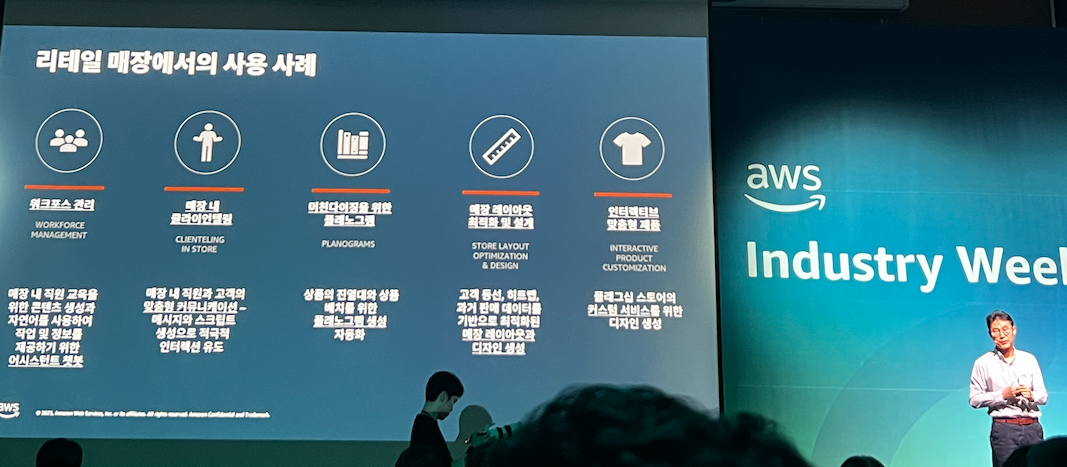 리테일 매장에서의 사용 사례
워크포스 관리
WORKFORCE
MANAGEMENT
매장 내 직원 교육을
위한 콘텐츠 생성과
자연어를 사용하여
작업 및 정보를
제공하기 위한
어시스턴트 챗봇
매장 내
클라이언텔링
CLIENTELING
IN STORE
매장 내 직원과 고객의
맞춤형 커뮤니케이션 –
메시지와 스크립트
생성으로 적극적
인터렉션 유도
머천다이징을 위한
플래노그램
PLANOGRAMS
상품의 진열대와 상품
배치를 위한
플래노그램 생성
자동화
매장 레이아웃
최적화 및 설계
STORE LAYOUT
OPTIMIZATION
& DESIGN
고객 동선, 히트맵,
과거 판매 데이터를
기반으로 최적화된
매장 레이아웃과
디자인 생성
인터렉티브
맞춤형 제품
INTERACTIVE
PRODUCT
CUSTOMIZATION
플래그십 스토어의
커스텀 서비스를 위한
디자인 생성
aws
© 2023, Amazon Web Services, Inc. or its affiliates. All rights reserved. Amazon Confidential and Trademark.
aws
Industry Week